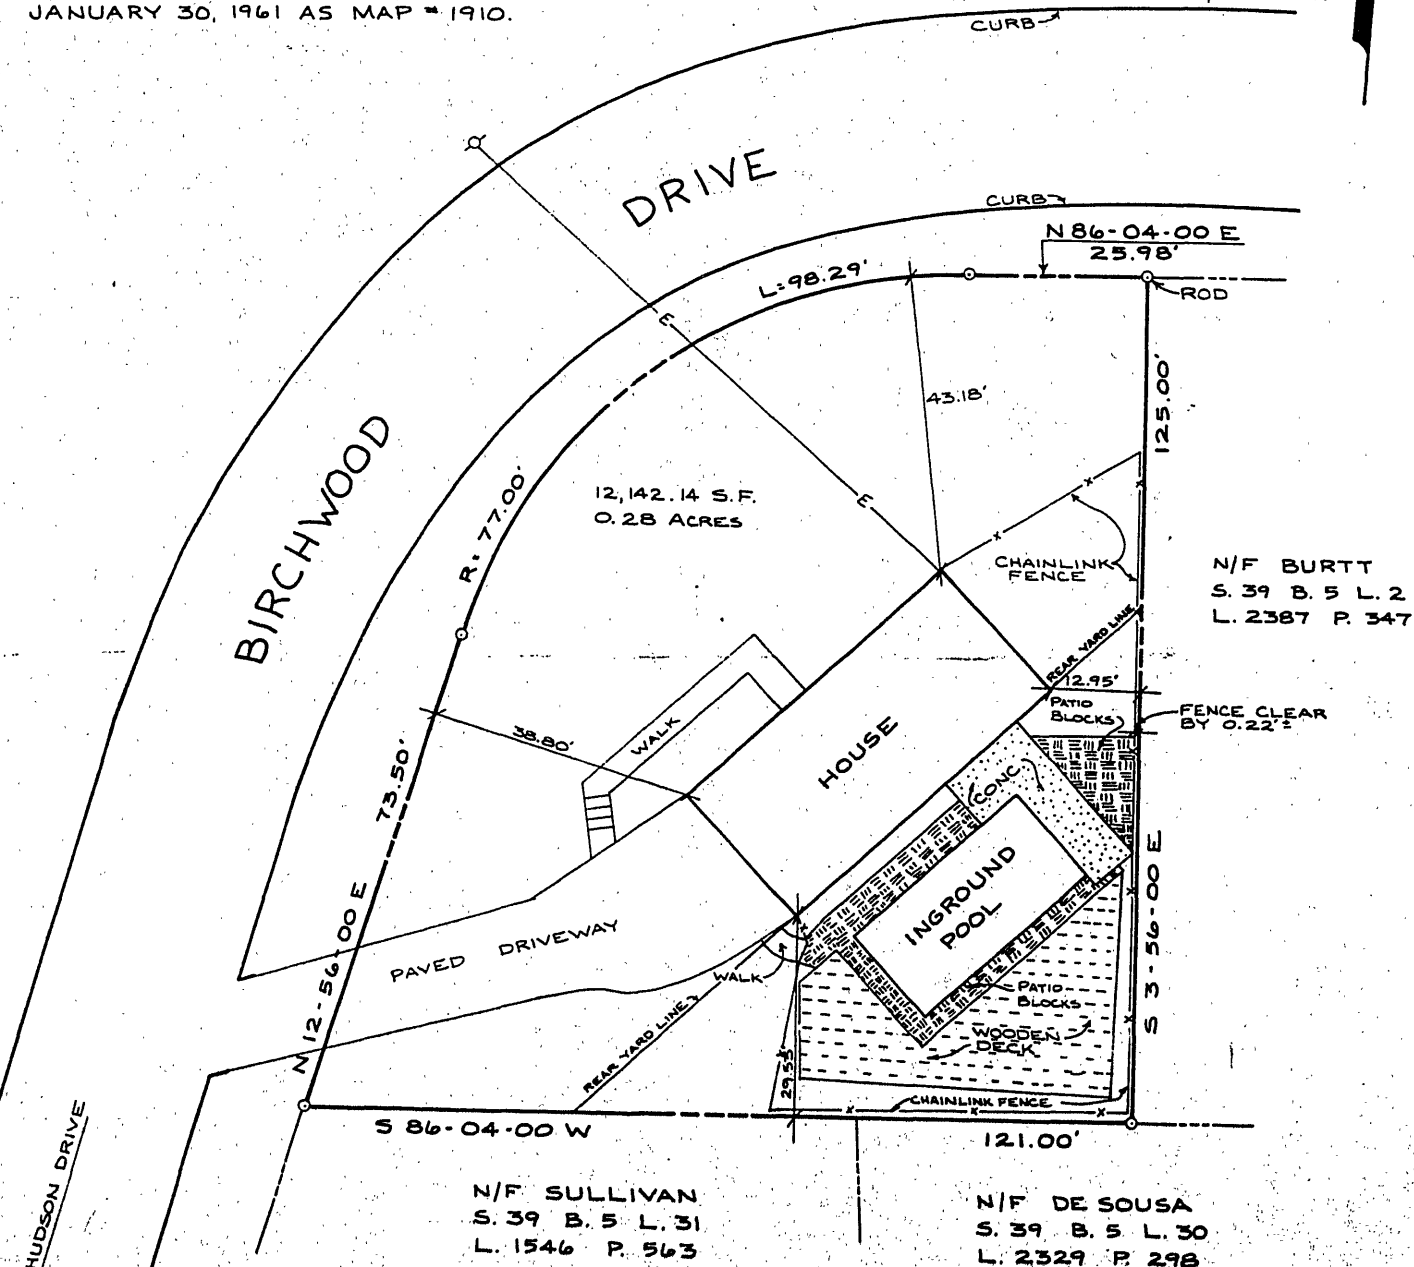 JANUARY 30, 1961 AS MAP # 1910.
CURB
DRIVE
CURB
N 86-04-00 E
25.98'
L=98.29'
ROD
E
125.00'
43.18'
BIRCHWOOD
R=77.00'
12,142.14 S.F.
0.28 ACRES
E
CHAINLINK
FENCE
N/F BURTT
S. 39 B. 5 L. 2
L. 2387 P. 347
REAR YARD LINE
12.95'
PATIO
BLOCKS
FENCE CLEAR
BY 0.22'±
WALK
38.80'
HOUSE
CONC.
73.50'
N 12-56-00 E
INGROUND
POOL
S 3-56-00 E
PAVED DRIVEWAY
WALK
PATIO
BLOCKS
REAR YARD LINE
WOODEN
DECK
29.55'
CHAINLINK FENCE
S 86-04-00 W
121.00'
HUDSON DRIVE
N/F SULLIVAN
S. 39 B. 5 L. 31
L. 1546 P. 563
N/F DE SOUSA
S. 39 B. 5 L. 30
L. 2329 P. 298